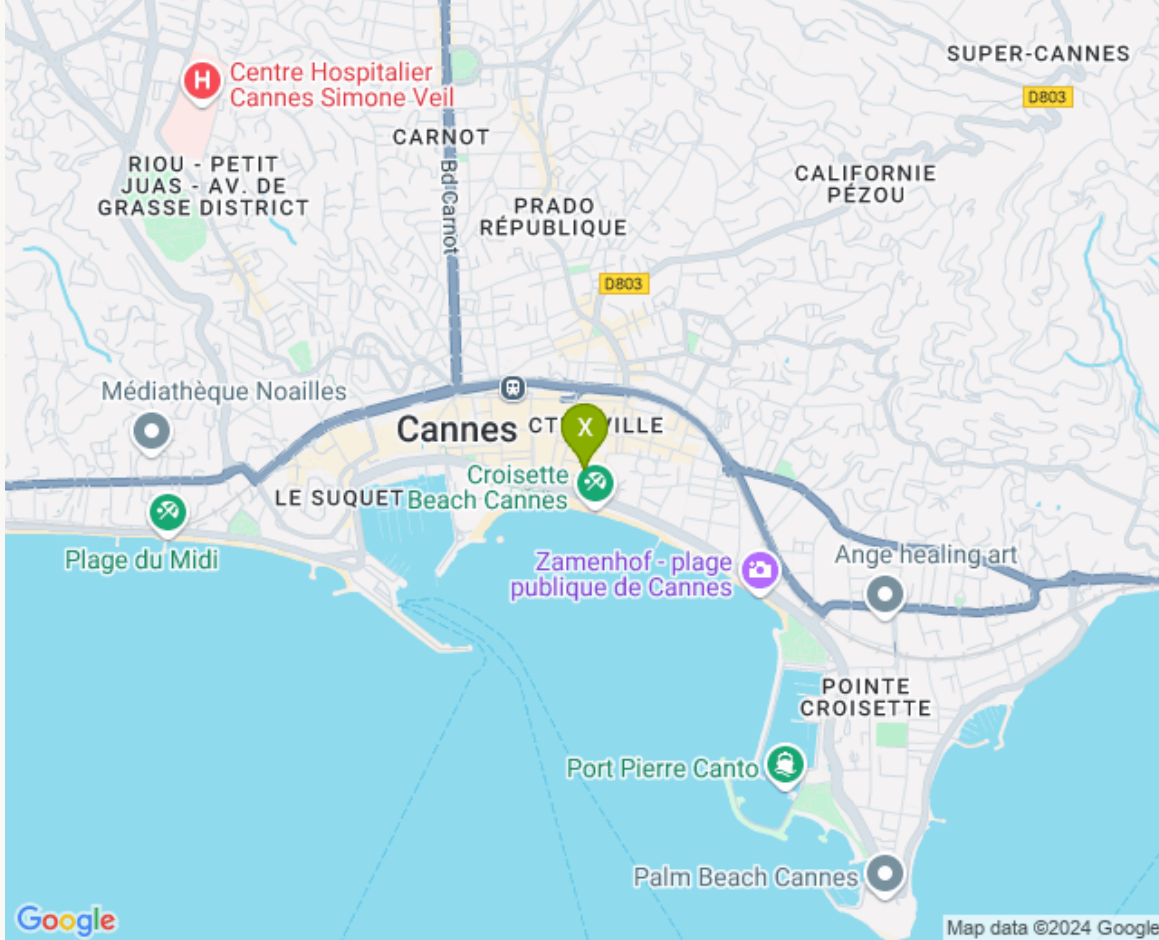 SUPER-CANNES
Centre Hospitalier
Cannes Simone Veil
H
D803
CARNOT
RIOU - PETIT
JUAS - AV. DE
GRASSE DISTRICT
CALIFORNIE
PÉZOU
Bd Carnot
PRADO
RÉPUBLIQUE
D803
Médiathèque Noailles
Cannes
X
VILLE
Croisette
Beach Cannes
LE SUQUET
Plage du Midi
Zamenhof - plage
publique de Cannes
Ange healing art
POINTE
CROISETTE
Port Pierre Canto
Palm Beach Cannes
Google
Map data ©2024 Google